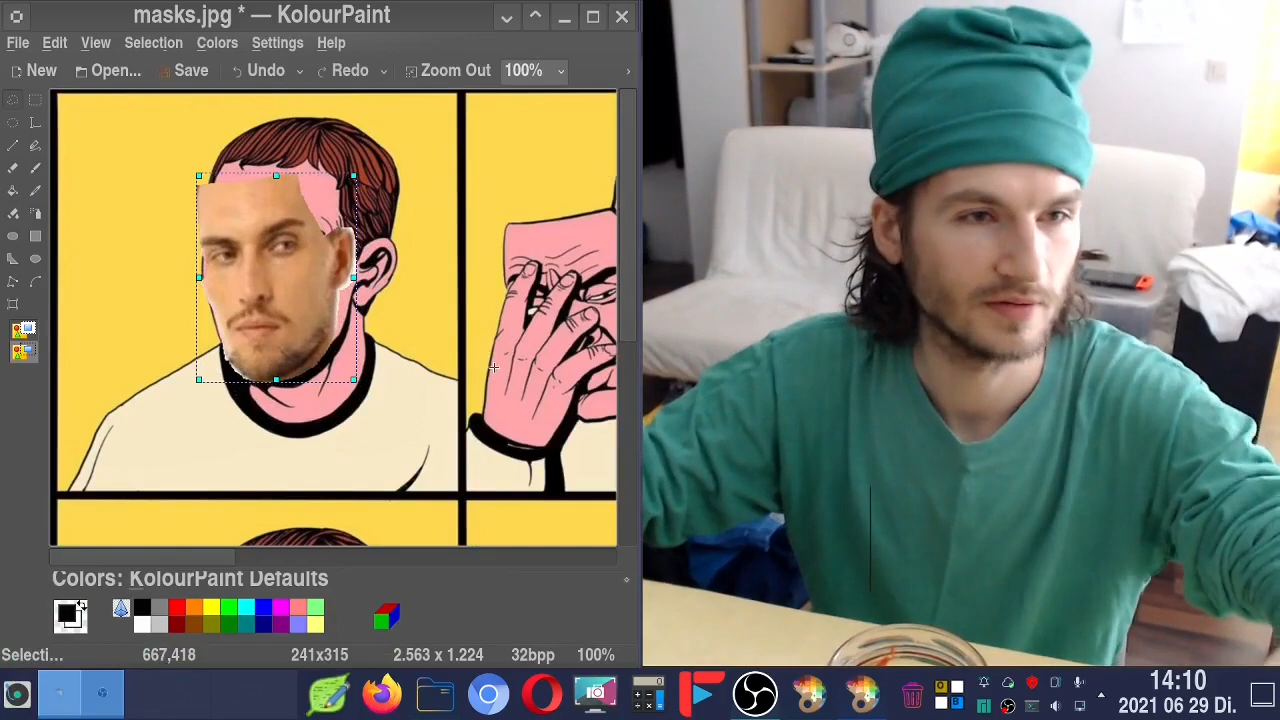 masks.jpg * — KolourPaint
File Edit View Selection Colors Settings Help
New Open... Save Undo Redo Zoom Out 100%
Colors: KolourPaint Defaults
Selecti... 667,418 241x315 2.563 x 1.224 32bpp 100%
14:10
2021 06 29 Di.